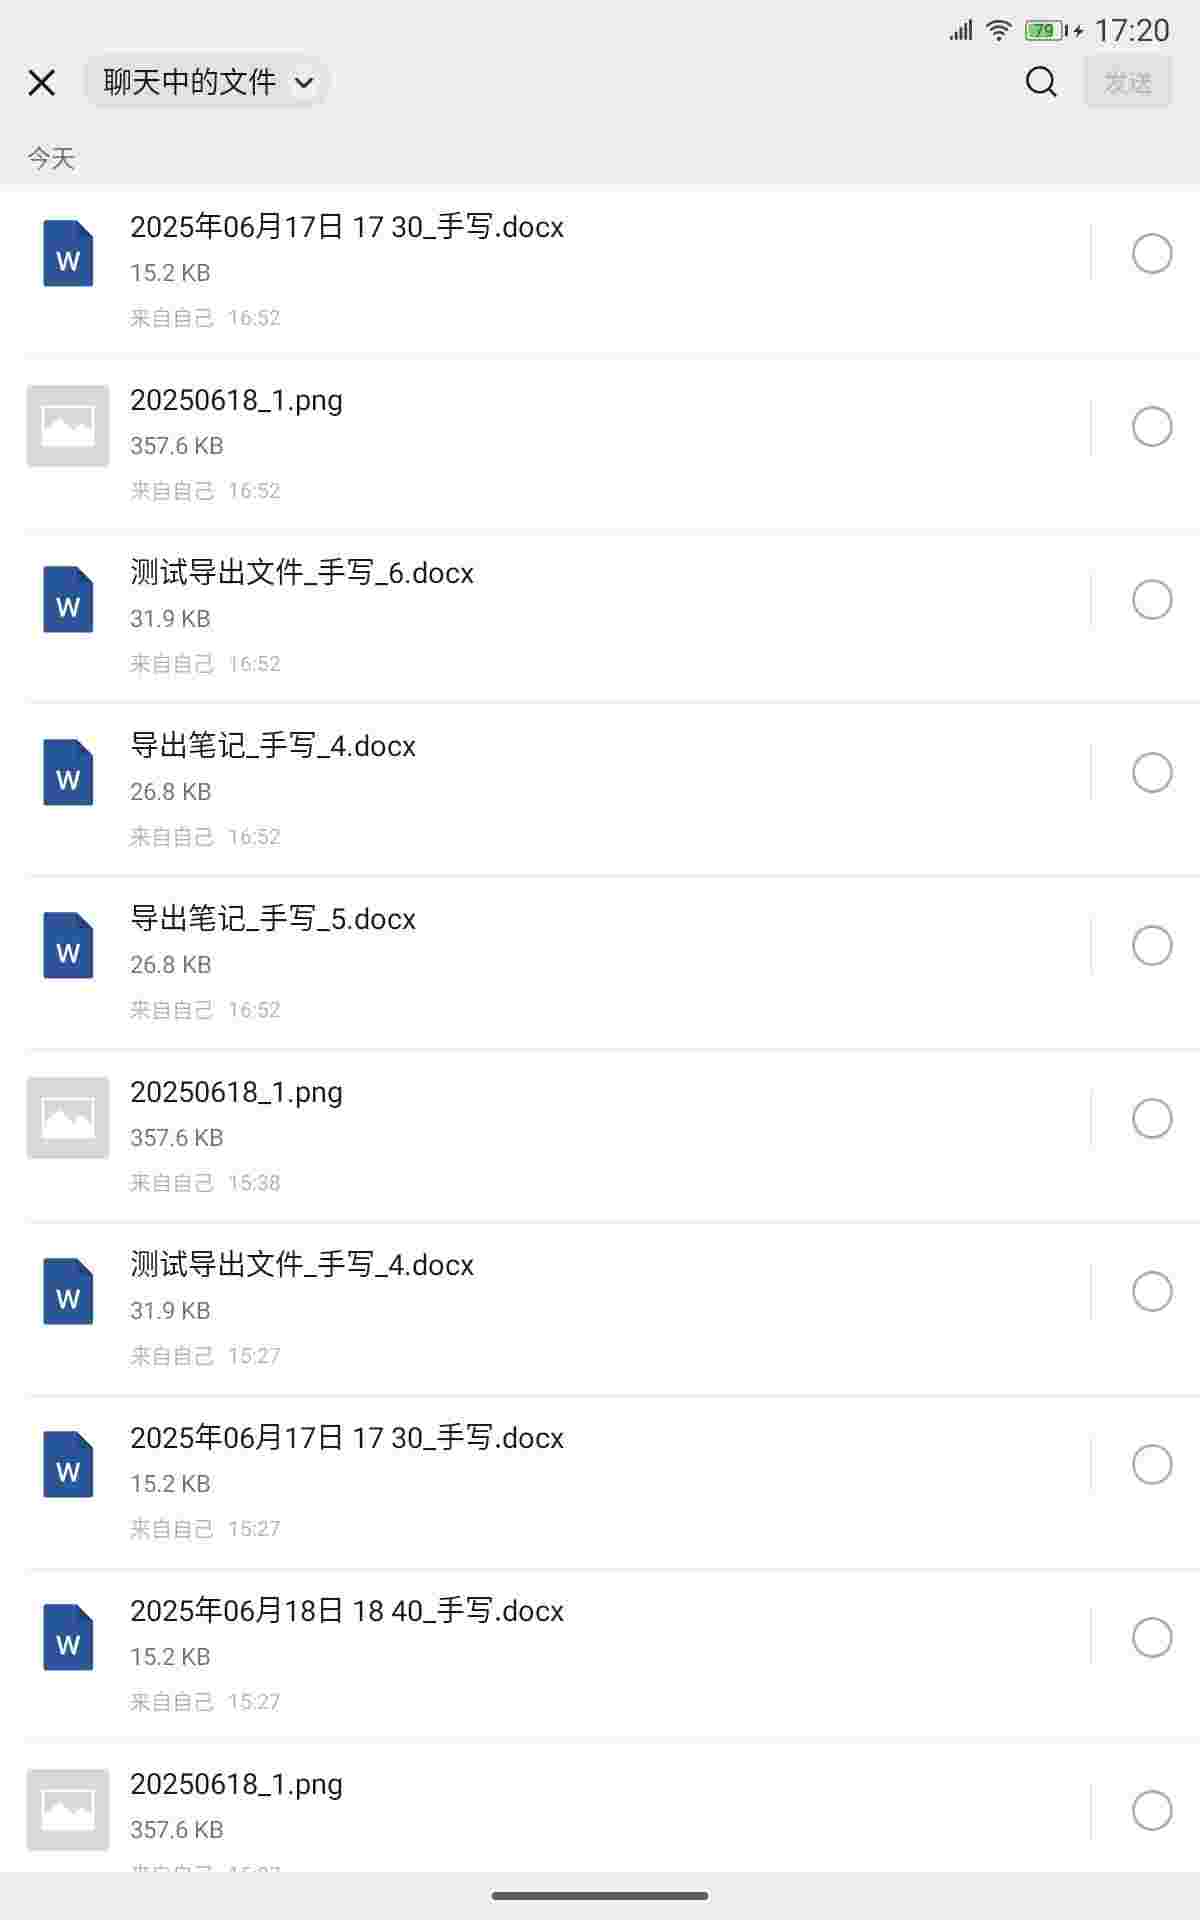 79 17:20
聊天中的文件 发送
今天
2025年06月17日 17 30_手写.docx
W
15.2 KB
来自自己 16:52
20250618_1.png
357.6 KB
来自自己 16:52
测试导出文件_手写_6.docx
W
31.9 KB
来自自己 16:52
导出笔记_手写_4.docx
W
26.8 KB
来自自己 16:52
导出笔记_手写_5.docx
W
26.8 KB
来自自己 16:52
20250618_1.png
357.6 KB
来自自己 15:38
测试导出文件_手写_4.docx
W
31.9 KB
来自自己 15:27
2025年06月17日 17 30_手写.docx
W
15.2 KB
来自自己 15:27
2025年06月18日 18 40_手写.docx
W
15.2 KB
来自自己 15:27
20250618_1.png
357.6 KB